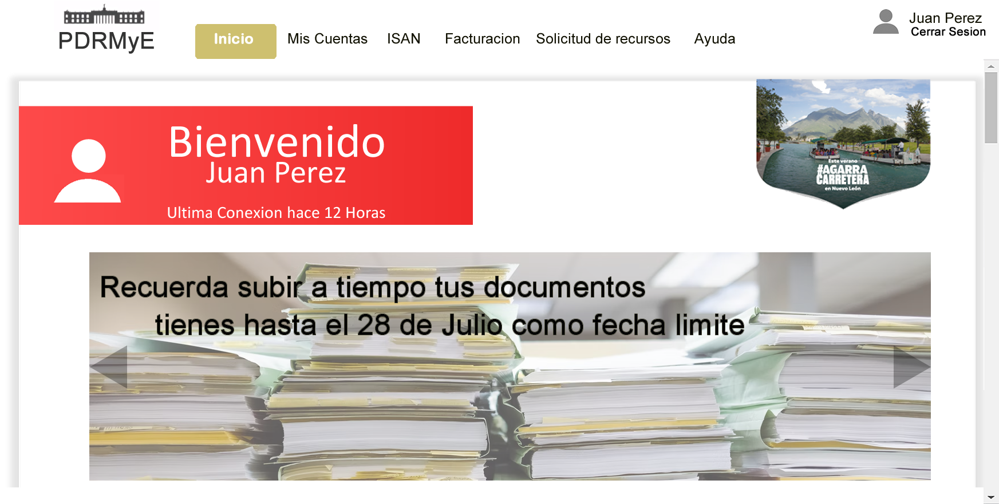 PDRMyE
Inicio
Mis Cuentas
ISAN
Facturacion
Solicitud de recursos
Ayuda
Juan Perez
Cerrar Sesion
Bienvenido
Juan Perez
Ultima Conexion hace 12 Horas
Este verano
#AGARRA
CARRETERA
en Nuevo León
Recuerda subir a tiempo tus documentos
tienes hasta el 28 de Julio como fecha limite